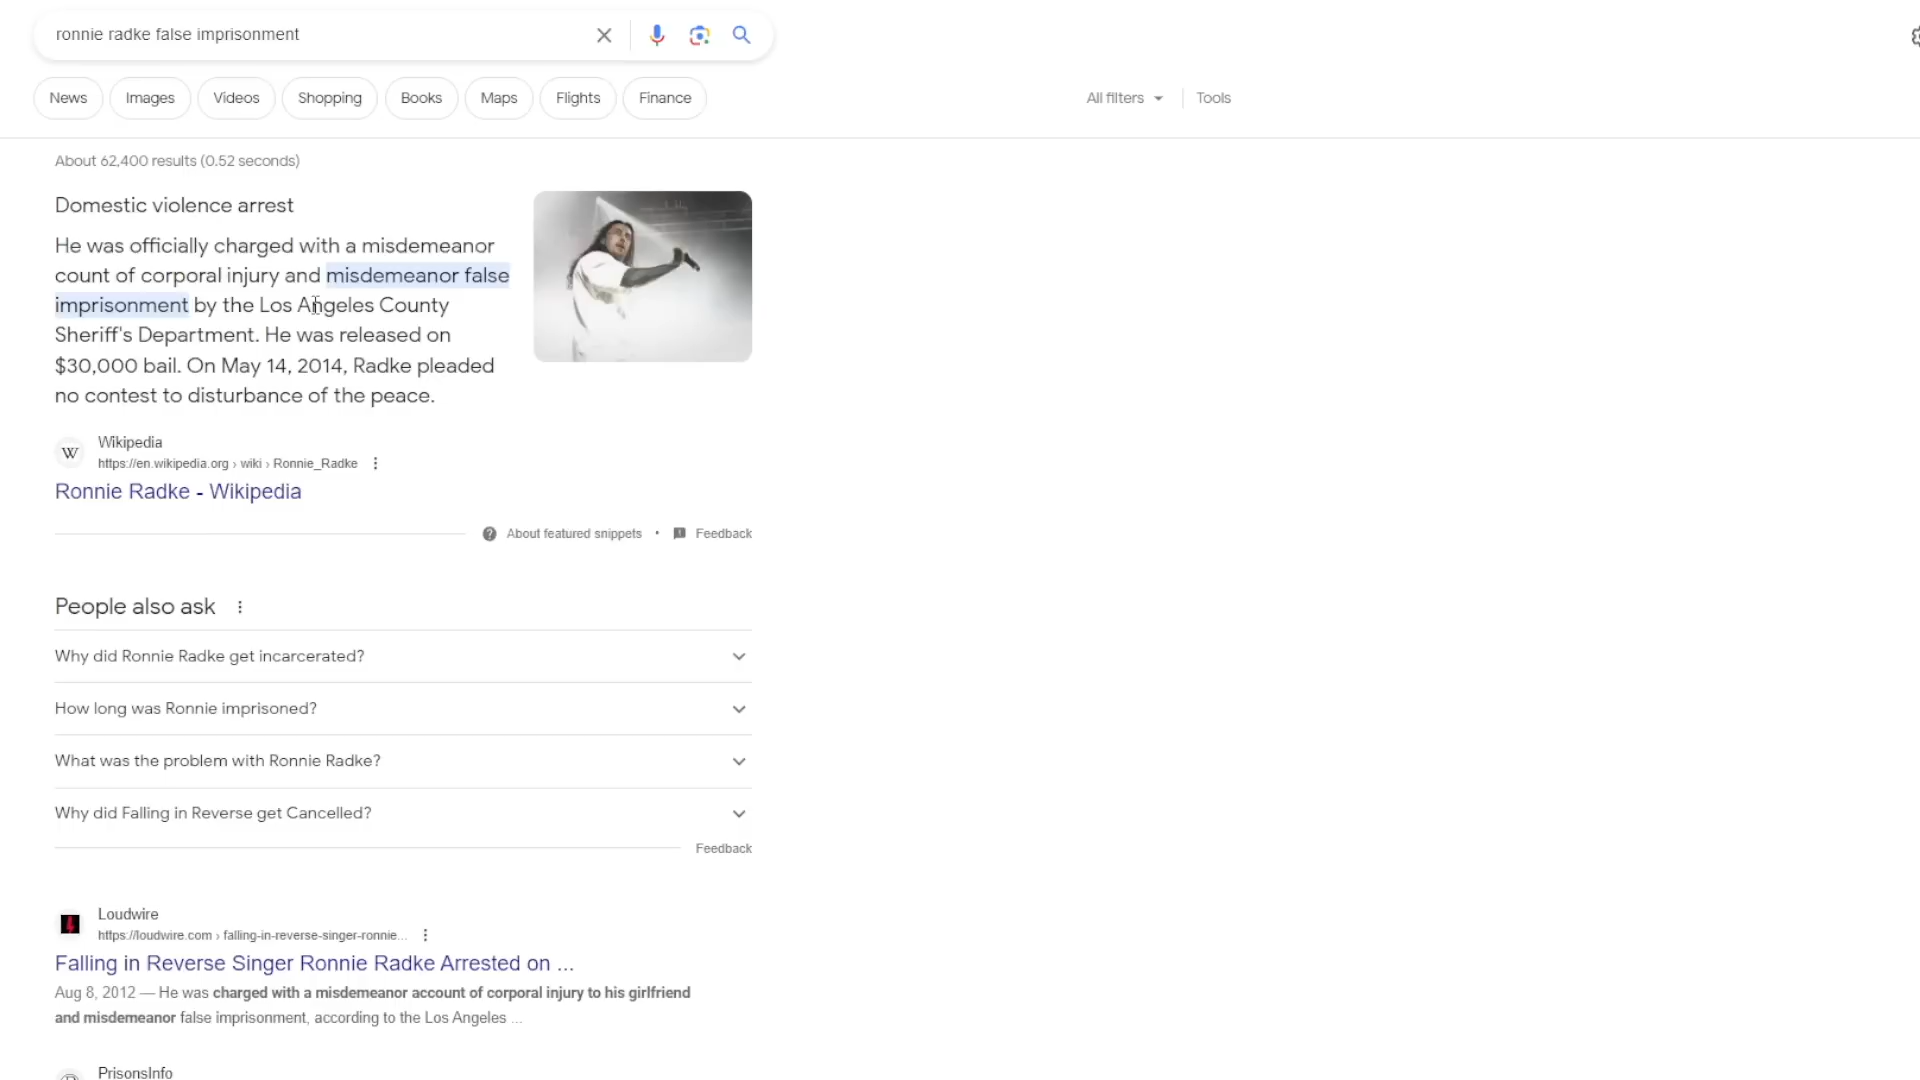 ronnie radke false imprisonment
News Images Videos Shopping Books Maps Flights Finance All filters Tools
About 62,400 results (0.52 seconds)
Domestic violence arrest
He was officially charged with a misdemeanor
count of corporal injury and misdemeanor false
imprisonment by the Los Angeles County
Sheriff's Department. He was released on
$30,000 bail. On May 14, 2014, Radke pleaded
no contest to disturbance of the peace.
W
Wikipedia
https://en.wikipedia.org › wiki › Ronnie_Radke
Ronnie Radke - Wikipedia
About featured snippets • Feedback
People also ask
Why did Ronnie Radke get incarcerated?
How long was Ronnie imprisoned?
What was the problem with Ronnie Radke?
Why did Falling in Reverse get Cancelled?
Feedback
Loudwire
https://loudwire.com › falling-in-reverse-singer-ronnie...
Falling in Reverse Singer Ronnie Radke Arrested on ...
Aug 8, 2012 — He was charged with a misdemeanor account of corporal injury to his girlfriend
and misdemeanor false imprisonment, according to the Los Angeles ...
PrisonsInfo